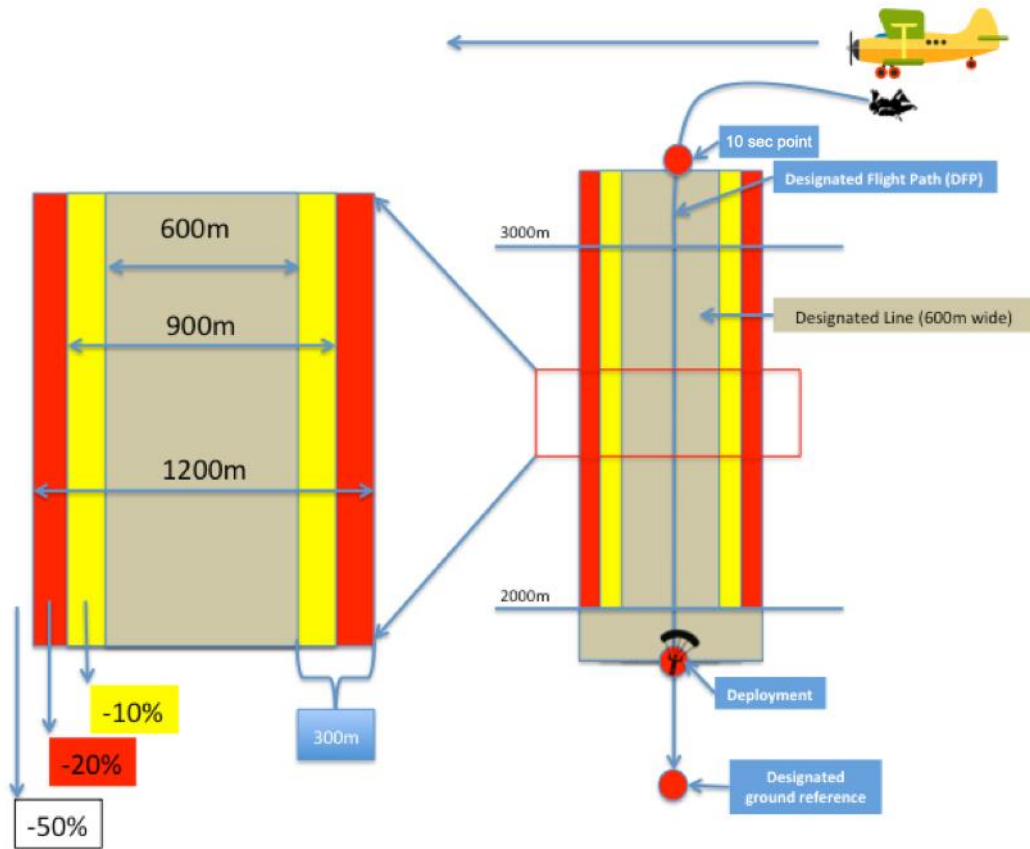 10 sec point
Designated Flight Path (DFP)
3000m
600m
900m
Designated Line (600m wide)
1200m
2000m
-10%
Deployment
300m
-20%
Designated
ground reference
-50%